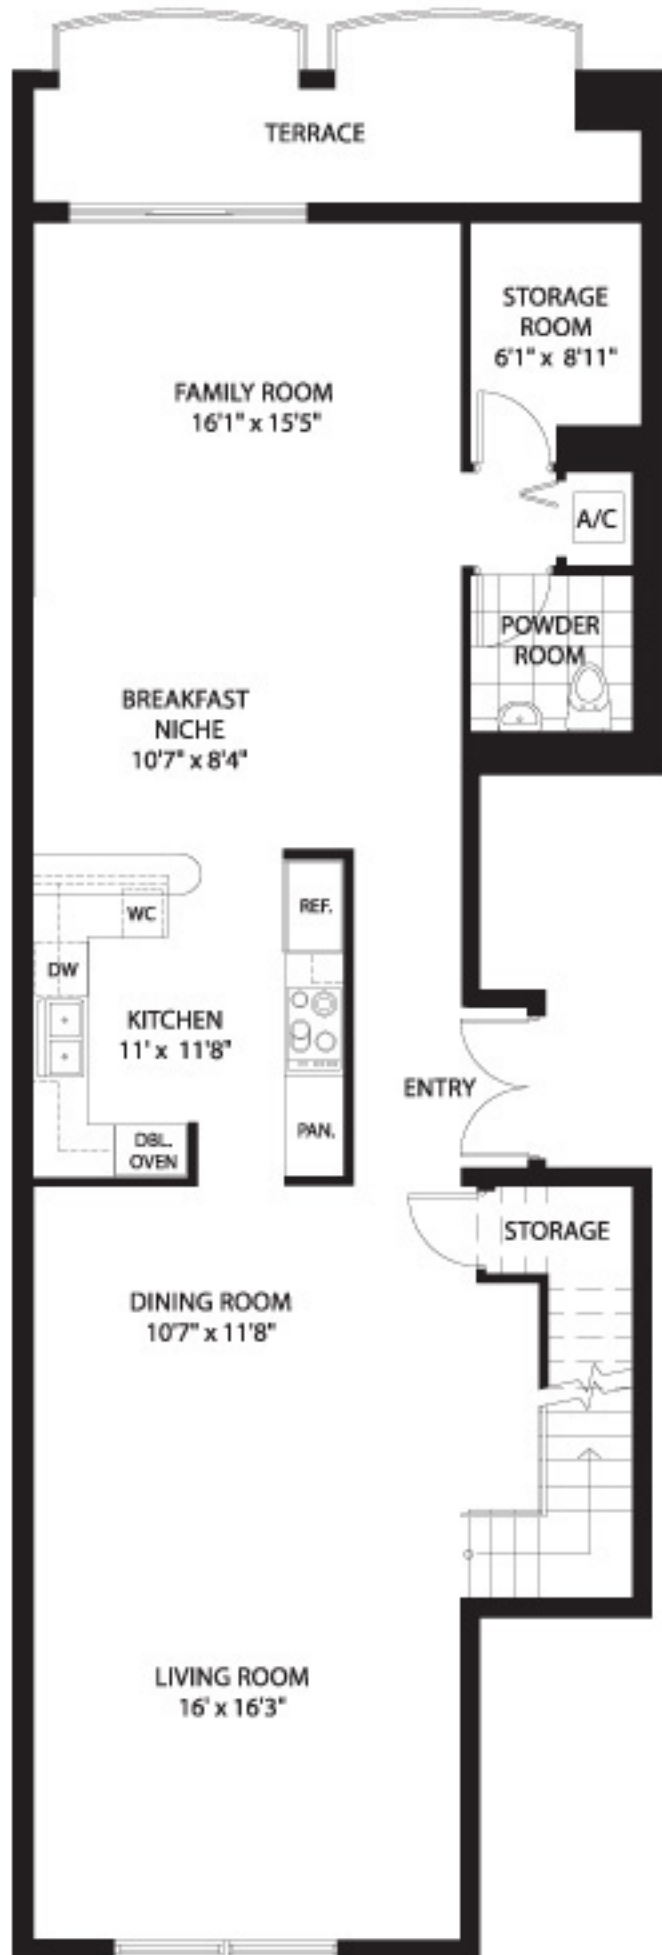 TERRACE
STORAGE
ROOM
6'1" x 8'11"
FAMILY ROOM
16'1" x 15'5"
A/C
POWDER
ROOM
BREAKFAST
NICHE
10'7" x 8'4"
REF.
WC
DW
KITCHEN
11' x 11'8"
ENTRY
PAN.
DBL.
OVEN
STORAGE
DINING ROOM
10'7" x 11'8"
LIVING ROOM
16' x 16'3"